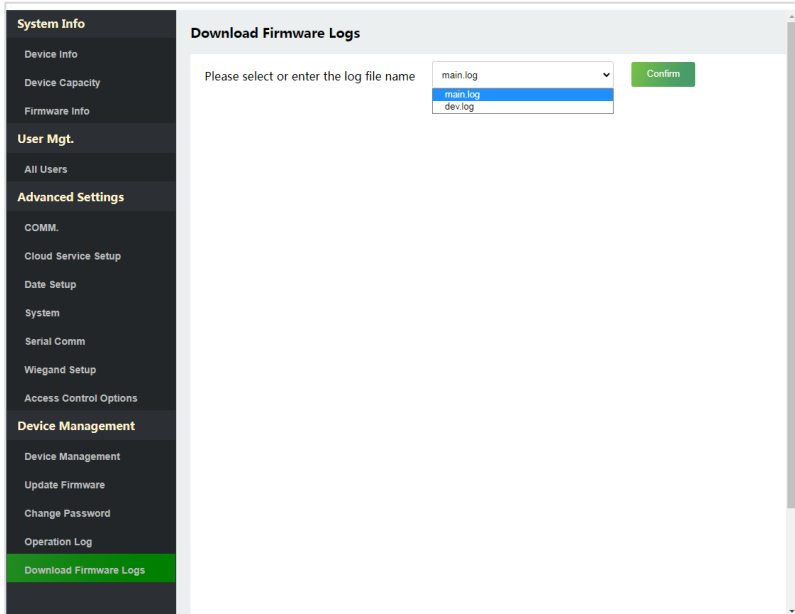 System Info
Device Info
Device Capacity
Firmware Info
User Mgt.
All Users
Advanced Settings
COMM.
Cloud Service Setup
Date Setup
System
Serial Comm
Wiegand Setup
Access Control Options
Device Management
Device Management
Update Firmware
Change Password
Operation Log
Download Firmware Logs
Download Firmware Logs
Please select or enter the log file name main.log Confirm
main.log
dev.log